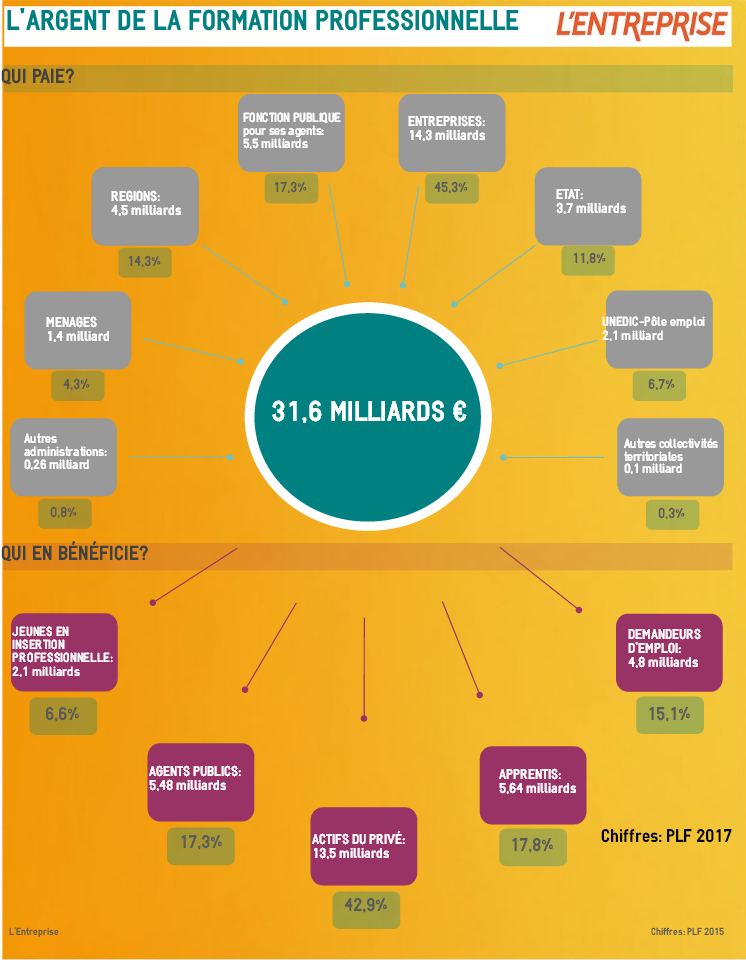 L'ARGENT DE LA FORMATION PROFESSIONNELLE
L'ENTREPRISE
QUI PAIE?
FONCTION PUBLIQUE
pour ses agents:
5,5 milliards
17,3%
ENTREPRISES:
14,3 milliards
45,3%
REGIONS:
4,5 milliards
14,3%
ETAT:
3,7 milliards
11,8%
MENAGES
1,4 milliard
4,3%
UNEDIC-Pôle emploi
2,1 milliard
6,7%
31,6 MILLIARDS €
Autres
administrations:
0,26 milliard
0,8%
Autres collectivités
territoriales
0,1 milliard
0,3%
QUI EN BÉNÉFICIE?
JEUNES EN
INSERTION
PROFESSIONNELLE:
2,1 milliards
6,6%
DEMANDEURS
D'EMPLOI:
4,8 milliards
15,1%
AGENTS PUBLICS:
5,48 milliards
17,3%
APPRENTIS:
5,64 milliards
17,8%
ACTIFS DU PRIVÉ:
13,5 milliards
42,9%
Chiffres: PLF 2017
L'Entreprise
Chiffres: PLF 2015